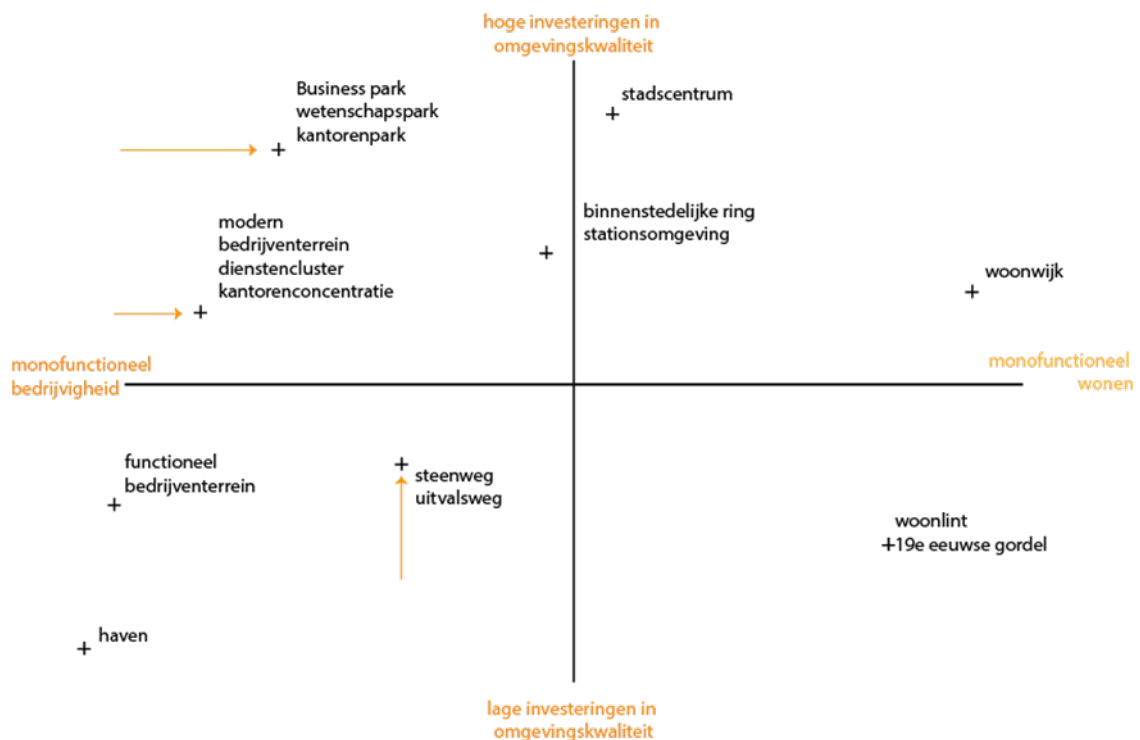 hoge investeringen in
omgevingskwaliteit
Business park
wetenschapspark
kantorenpark
stadscentrum
binnenstedelijke ring
stationsomgeving
modern
bedrijventerrein
dienstencluster
kantorenconcentratie
woonwijk
monofunctioneel
bedrijvigheid
monofunctioneel
wonen
functioneel
bedrijventerrein
steenweg
uitvalsweg
woonlint
19e eeuwse gordel
haven
lage investeringen in
omgevingskwaliteit